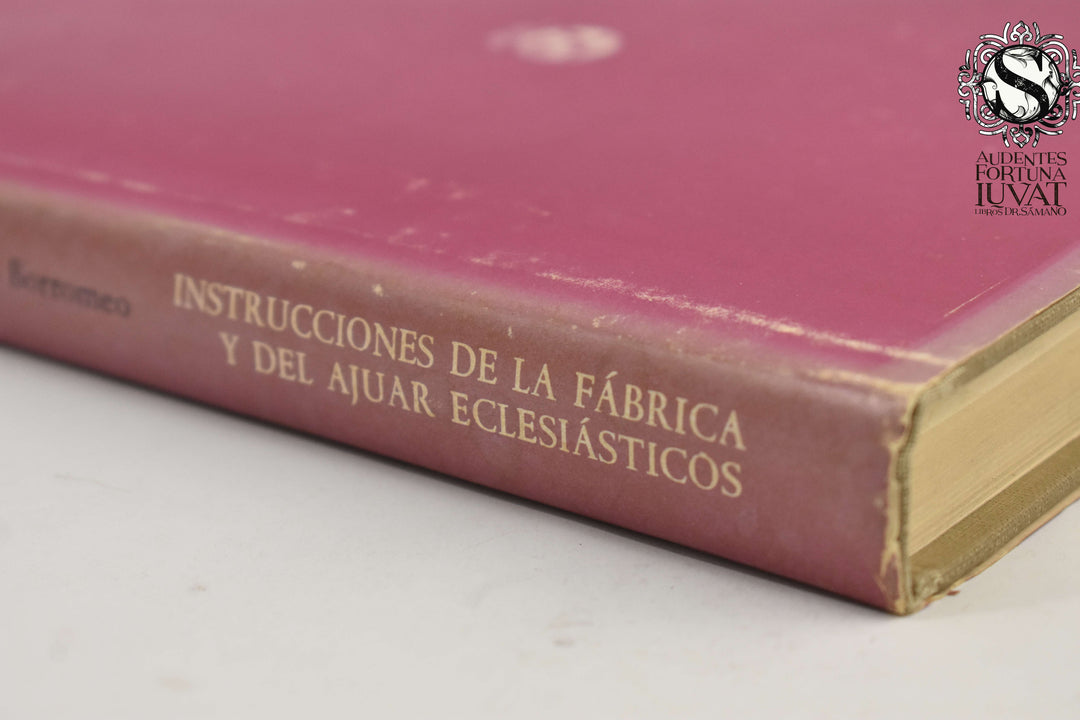 Borromeo
INSTRUCCIONES DE LA FÁBRICA
Y DEL AJUAR ECLESIÁSTICOS
S
AUDENTES
FORTUNA
IUVAT
LIBROS DR. SÁMANO